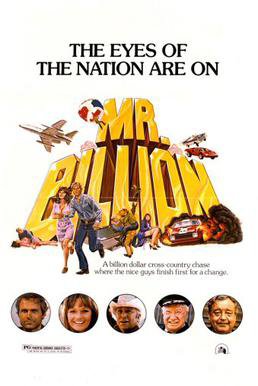 THE EYES OF
THE NATION ARE ON
MR.
BILLION
A billion dollar cross-country chase
where the nice guys finish first for a change.
PG